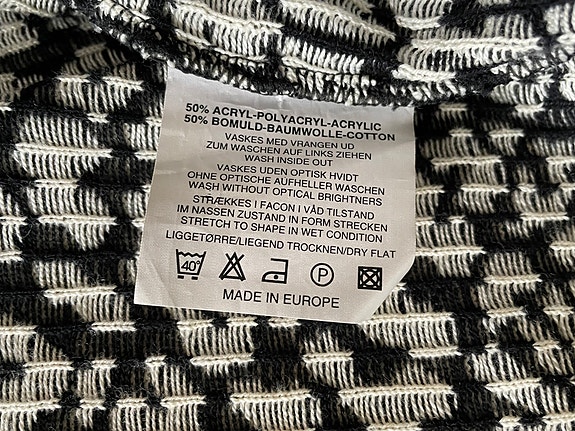 50% ACRYL-POLYACRYL-ACRYLIC
50% BOMULD-BAUMWOLLE-COTTON
VASKES MED VRANGEN UD
ZUM WASCHEN AUF LINKS ZIEHEN
WASH INSIDE OUT
VASKES UDEN OPTISK HVIDT
OHNE OPTISCHE AUFHELLER WASCHEN
WASH WITHOUT OPTICAL BRIGHTNERS
STRÆKKES I FACON I VÅD TILSTAND
IM NASSEN ZUSTAND IN FORM STRECKEN
STRETCH TO SHAPE IN WET CONDITION
LIGGETØRRE/LIEGEND TROCKNEN/DRY FLAT
40° P
MADE IN EUROPE